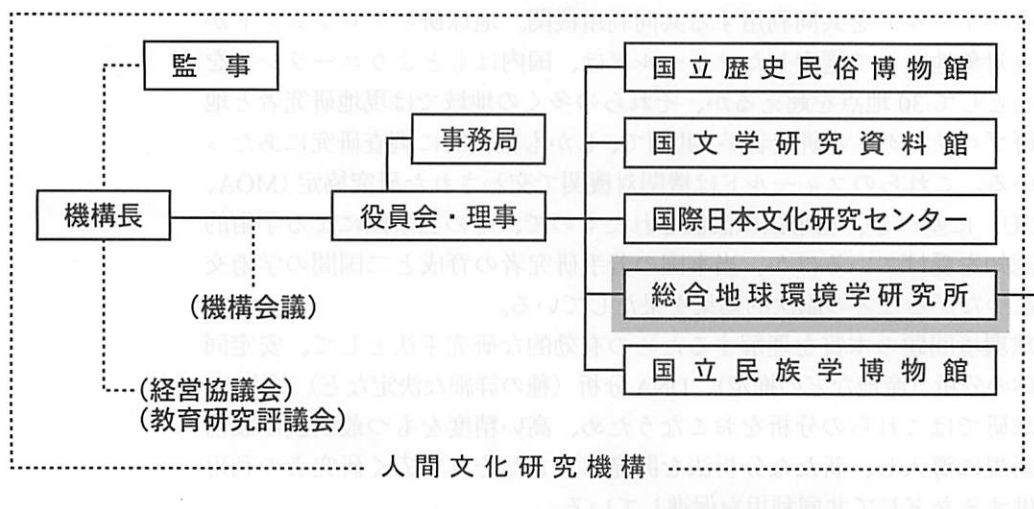 監事
国立歴史民俗博物館
事務局
国文学研究資料館
機構長
役員会・理事
国際日本文化研究センター
(機構会議)
総合地球環境学研究所
(経営協議会)
(教育研究評議会)
国立民族学博物館
人間文化研究機構